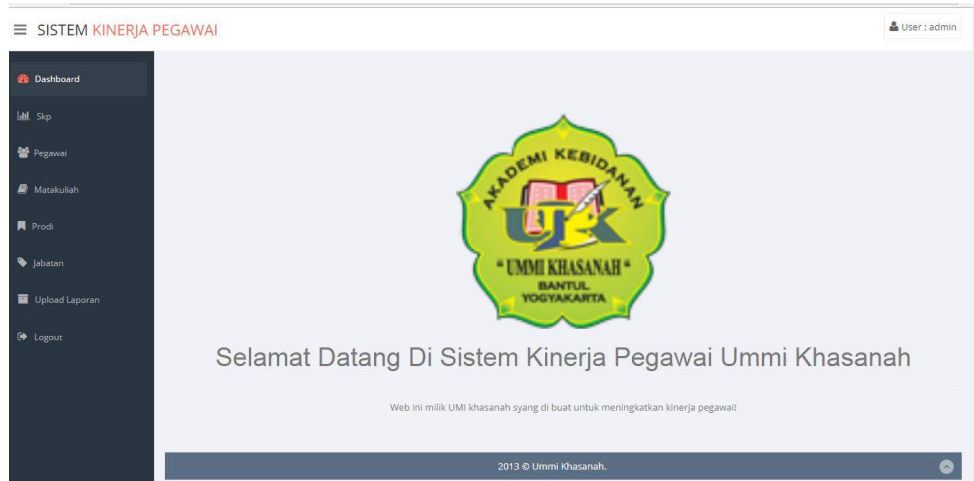 SISTEM KINERJA PEGAWAI
User : admin
Dashboard
Skp
Pegawai
Matakuliah
Prodi
Jabatan
Upload Laporan
Logout
AKADEMI KEBIDANAN
UK
" UMMI KHASANAH "
BANTUL
YOGYAKARTA
Selamat Datang Di Sistem Kinerja Pegawai Ummi Khasanah
Web ini milik UMI khasanah syang di buat untuk meningkatkan kinerja pegawai!
2013 © Ummi Khasanah.